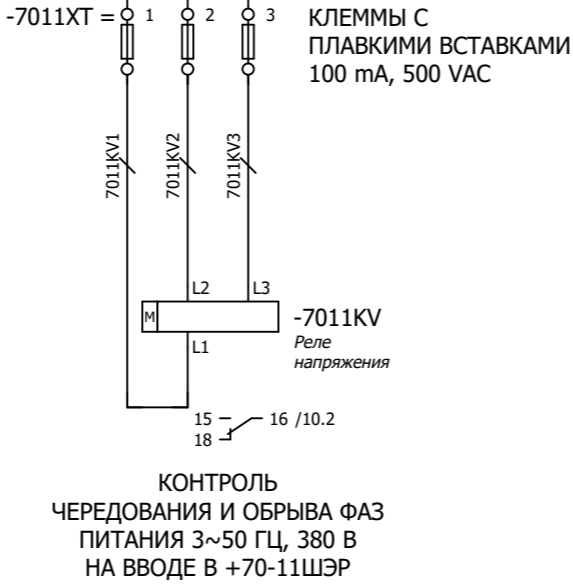 -7011XT = 1 2 3
КЛЕММЫ С
ПЛАВКИМИ ВСТАВКАМИ
100 mA, 500 VAC
7011KV1 7011KV2 7011KV3
L2 L3
M
-7011KV
L1
Реле
напряжения
15 16 /10.2
18
КОНТРОЛЬ
ЧЕРЕДОВАНИЯ И ОБРЫВА ФАЗ
ПИТАНИЯ 3~50 ГЦ, 380 В
НА ВВОДЕ В +70-11ШЭР